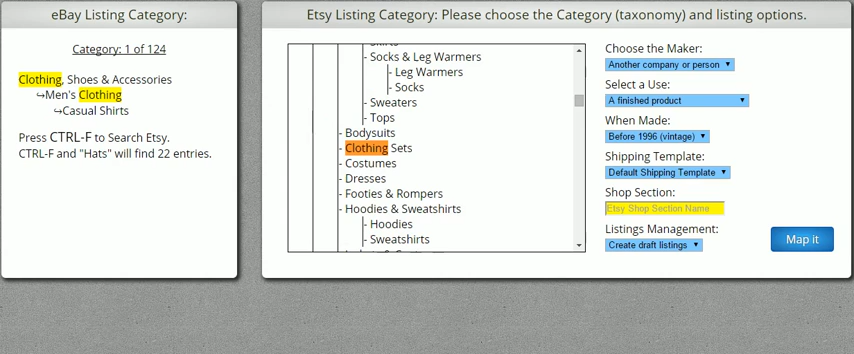 eBay Listing Category:
Category: 1 of 124
Clothing, Shoes & Accessories
↪Men's Clothing
↪Casual Shirts
Press CTRL-F to Search Etsy.
CTRL-F and "Hats" will find 22 entries.
Etsy Listing Category: Please choose the Category (taxonomy) and listing options.
- Socks & Leg Warmers
- Leg Warmers
- Socks
- Sweaters
- Tops
- Bodysuits
- Clothing Sets
- Costumes
- Dresses
- Footies & Rompers
- Hoodies & Sweatshirts
- Hoodies
- Sweatshirts
Choose the Maker:
Another company or person
Select a Use:
A finished product
When Made:
Before 1996 (vintage)
Shipping Template:
Default Shipping Template
Shop Section:
Etsy Shop Section Name
Listings Management:
Create draft listings
Map it